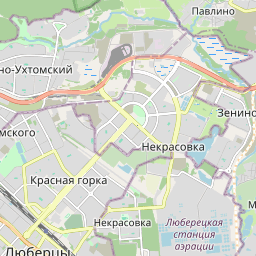 Павлино
но-Ухтомский
Зенино
мского
Некрасовка
Красная горка
Некрасовка
Люберецкая
станция
аэрации
Люберцы